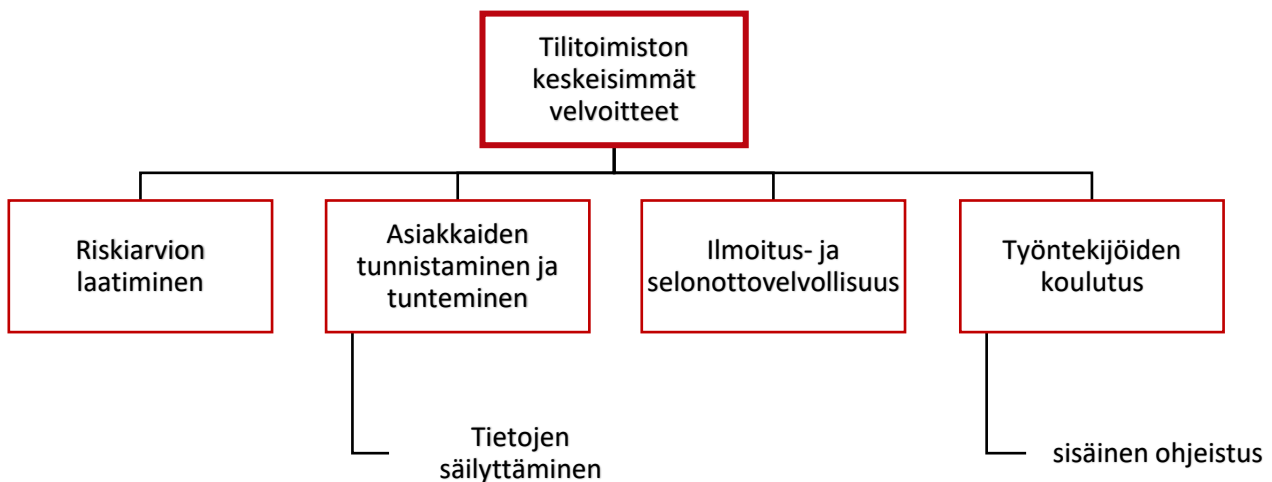 Tilitoimiston
keskeisimmät
velvoitteet
Riskiarvion
laatiminen
Asiakkaiden
tunnistaminen ja
tunteminen
Ilmoitus- ja
selonottovelvollisuus
Työntekijöiden
koulutus
Tietojen
säilyttäminen
sisäinen ohjeistus